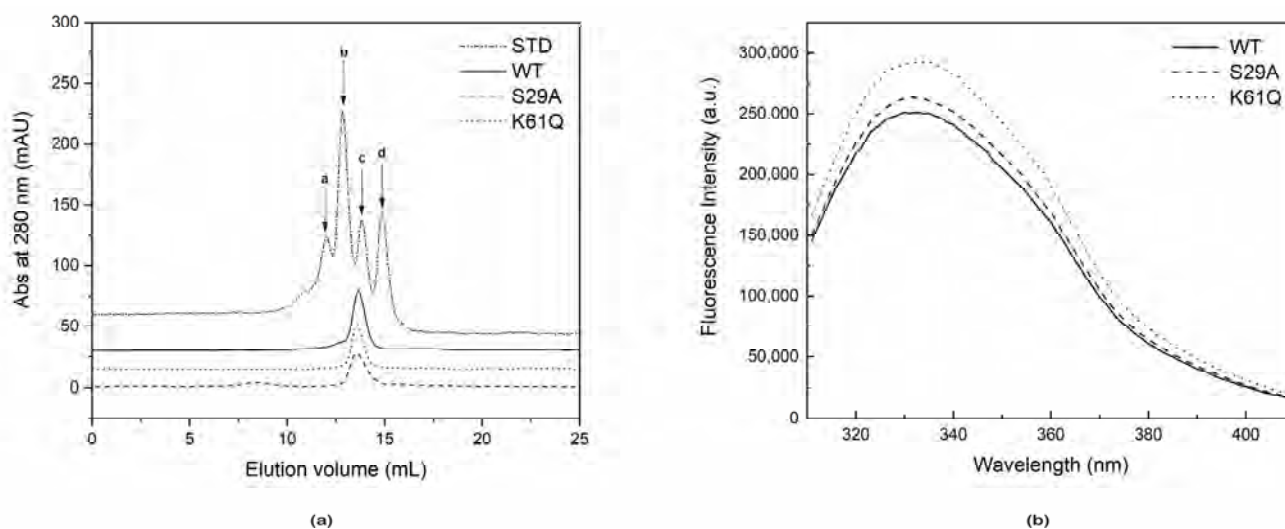 300
250
200
150
100
50
0
Abs at 280 nm (mAU)
0 5 10 15 20 25
Elution volume (mL)
STD
WT
S29A
K61Q
a
b
c
d
(a)
300,000
250,000
200,000
150,000
100,000
50,000
0
Fluorescence Intensity (a.u.)
320 340 360 380 400
Wavelength (nm)
WT
S29A
K61Q
(b)